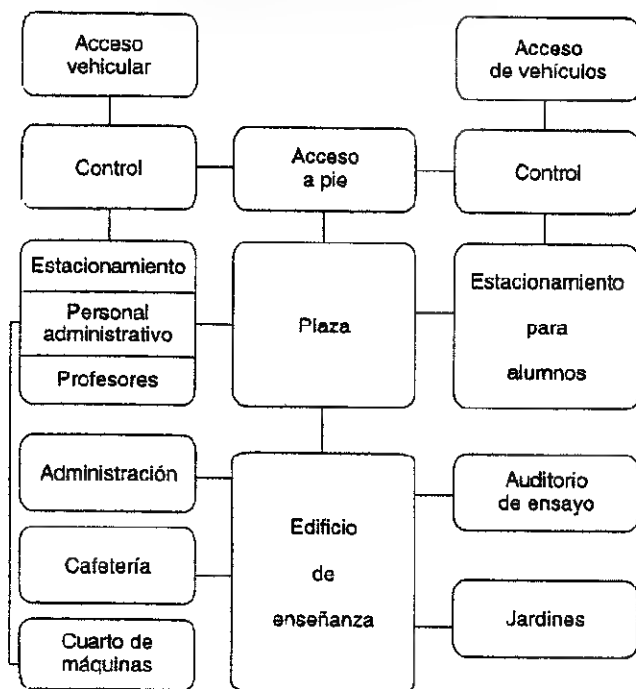 Acceso
vehicular
Acceso
de vehículos
Control
Acceso
a pie
Control
Estacionamiento
Personal
administrativo
Profesores
Plaza
Estacionamiento
para
alumnos
Administración
Cafetería
Cuarto de
máquinas
Edificio
de
enseñanza
Auditorio
de ensayo
Jardines